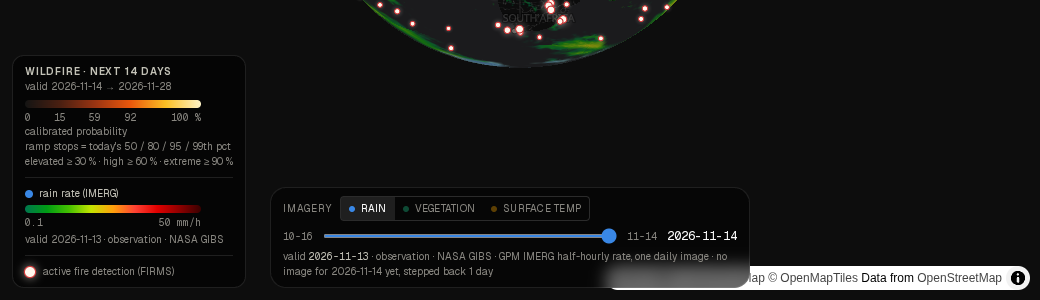 SOUTH AFRICA
WILDFIRE · NEXT 14 DAYS
valid 2026-11-14 → 2026-11-28
0 15 59 92 100 %
calibrated probability
ramp stops = today's 50 / 80 / 95 / 99th pct
elevated ≥ 30 % · high ≥ 60 % · extreme ≥ 90 %
rain rate (IMERG)
0.1 50 mm/h
valid 2026-11-13 · observation · NASA GIBS
active fire detection (FIRMS)
IMAGERY RAIN VEGETATION SURFACE TEMP
10-16 11-14 2026-11-14
valid 2026-11-13 · observation · NASA GIBS · GPM IMERG half-hourly rate, one daily image · no
image for 2026-11-14 yet, stepped back 1 day
© OpenMapTiles Data from OpenStreetMap